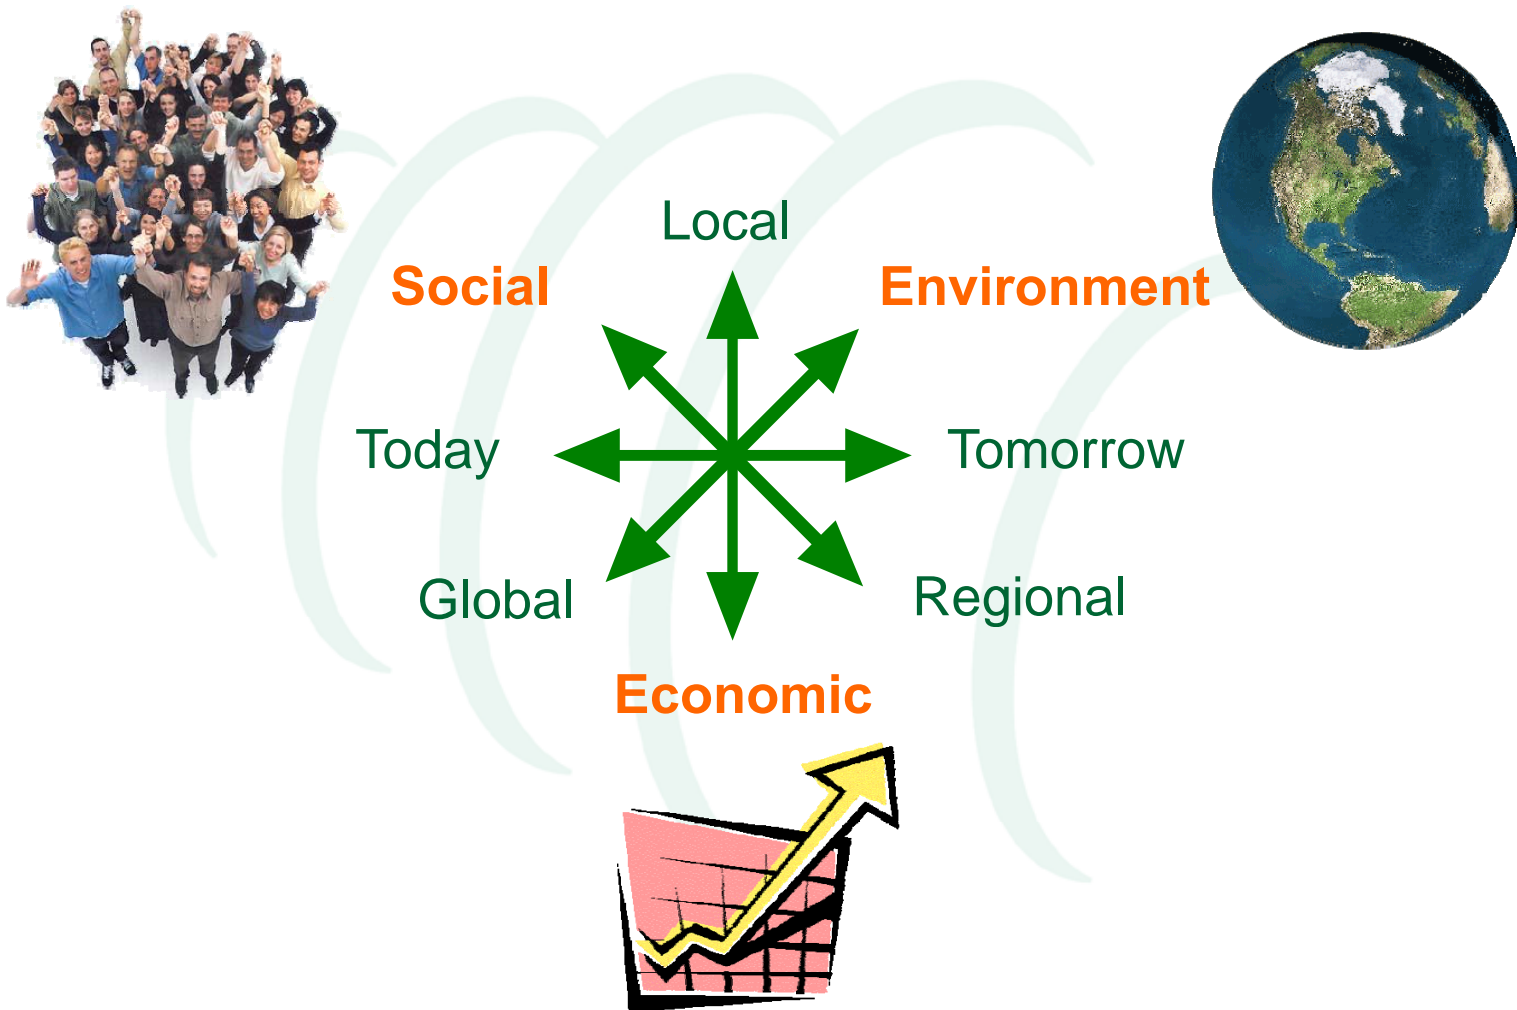 Local
Social
Environment
Today
Tomorrow
Global
Regional
Economic